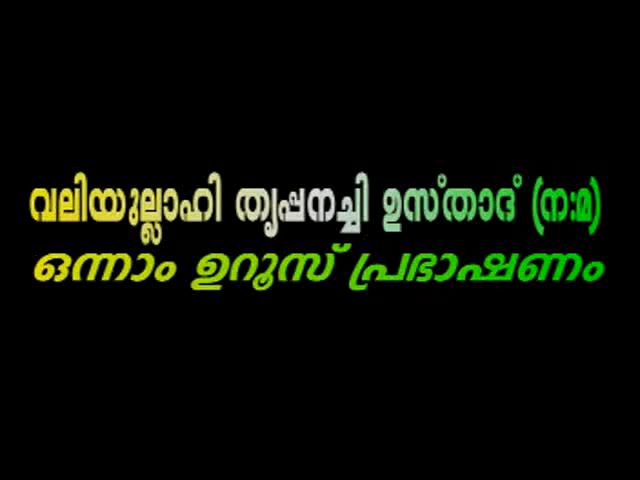 വലിയുല്ലാഹി തൃപ്പനച്ചി ഉസ്താദ് (ന:മ)
ഒന്നാം ഉറൂസ് പ്രഭാഷണം